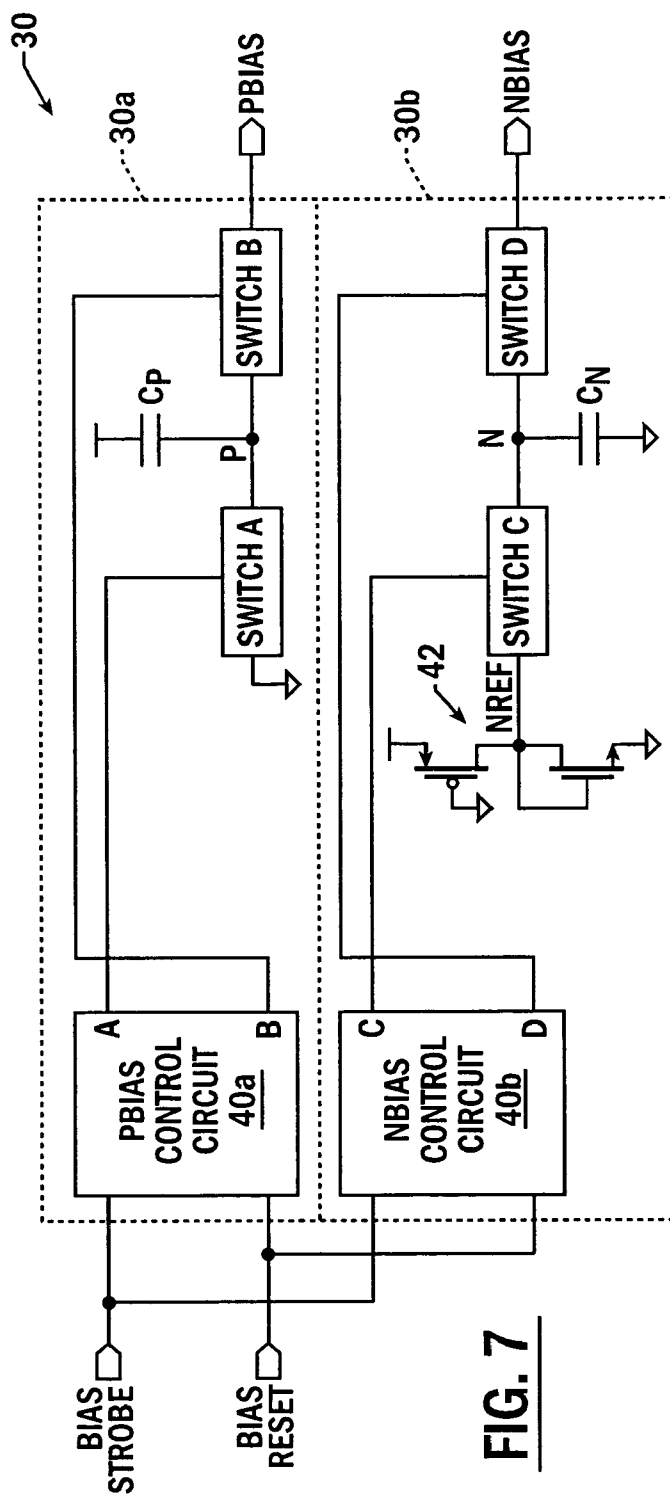 30
30a
PBIAS
SWITCH B
CP
P
SWITCH A
A
B
PBIAS
CONTROL
CIRCUIT
40a
BIAS
STROBE
BIAS
RESET
30b
NBIAS
SWITCH D
N
CN
SWITCH C
NREF
42
C
D
NBIAS
CONTROL
CIRCUIT
40b
FIG. 7